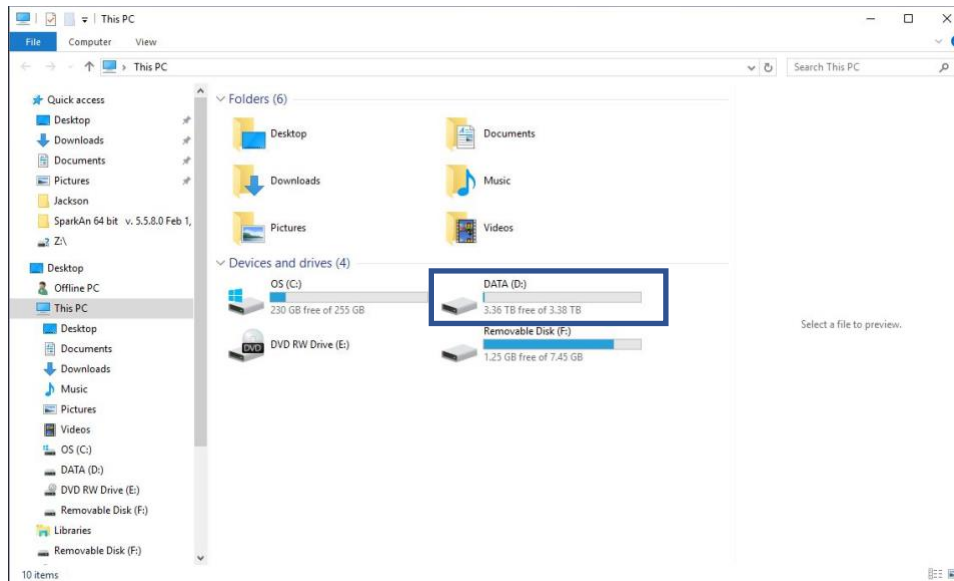 This PC
File Computer View
This PC
Search This PC
Quick access
Desktop
Downloads
Documents
Pictures
Jackson
SparkAn 64 bit v. 5.5.8.0 Feb 1,
Z:\
Desktop
Offline PC
This PC
Desktop
Documents
Downloads
Music
Pictures
Videos
OS (C:)
DATA (D:)
DVD RW Drive (E:)
Removable Disk (F:)
Libraries
Removable Disk (F:)
Folders (6)
Desktop
Documents
Downloads
Music
Pictures
Videos
Devices and drives (4)
OS (C:)
230 GB free of 255 GB
DATA (D:)
3.36 TB free of 3.38 TB
DVD RW Drive (E:)
DVD
Removable Disk (F:)
1.25 GB free of 7.45 GB
Select a file to preview.
10 items